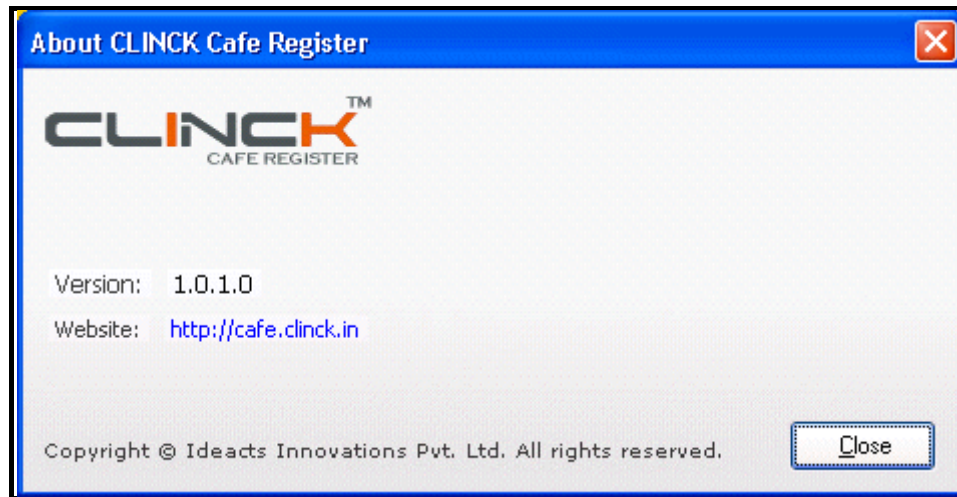 About CLINCK Cafe Register
CLINCK™
CAFE REGISTER
Version: 1.0.1.0
Website: http://cafe.clinck.in
Copyright © Ideacts Innovations Pvt. Ltd. All rights reserved.
Close